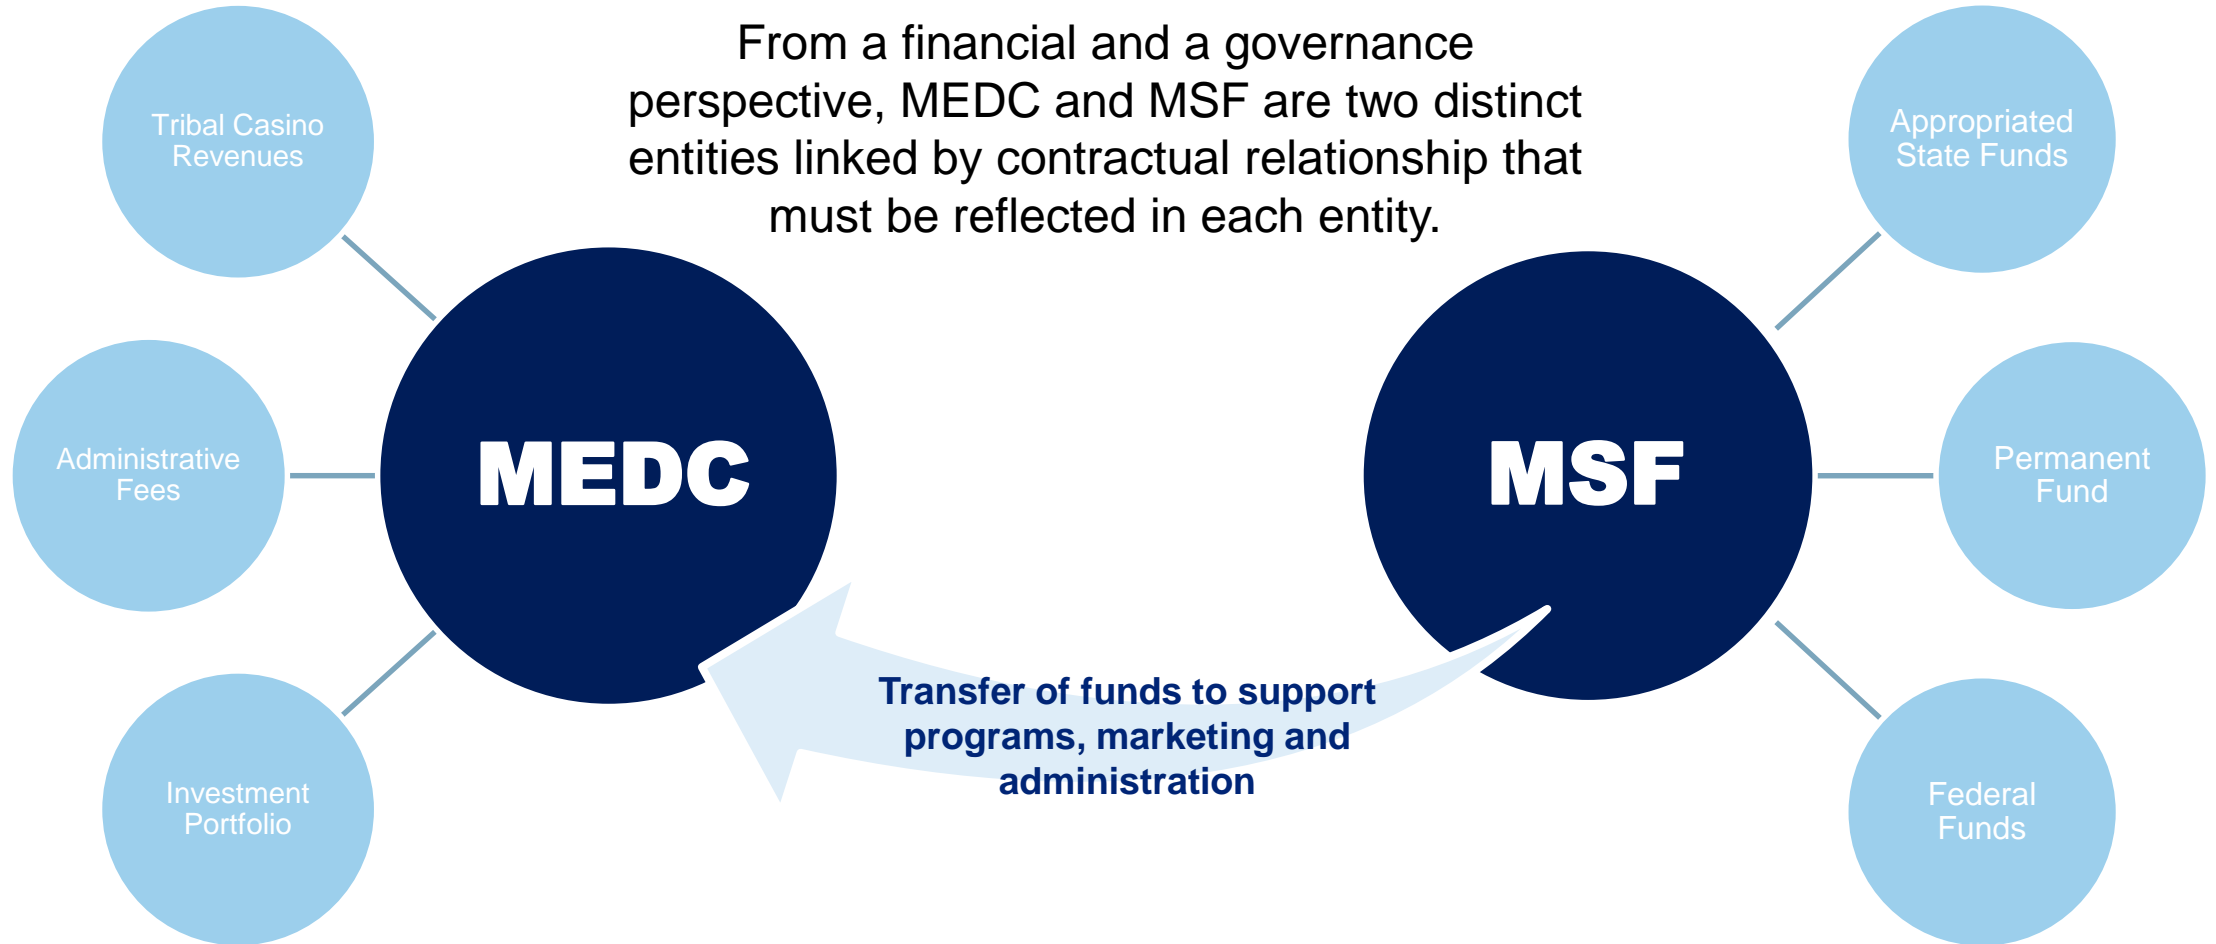 From a financial and a governance
perspective, MEDC and MSF are two distinct
entities linked by contractual relationship that
must be reflected in each entity.
Tribal Casino
Revenues
Administrative
Fees
Investment
Portfolio
MEDC
Transfer of funds to support
programs, marketing and
administration
MSF
Appropriated
State Funds
Permanent
Fund
Federal
Funds